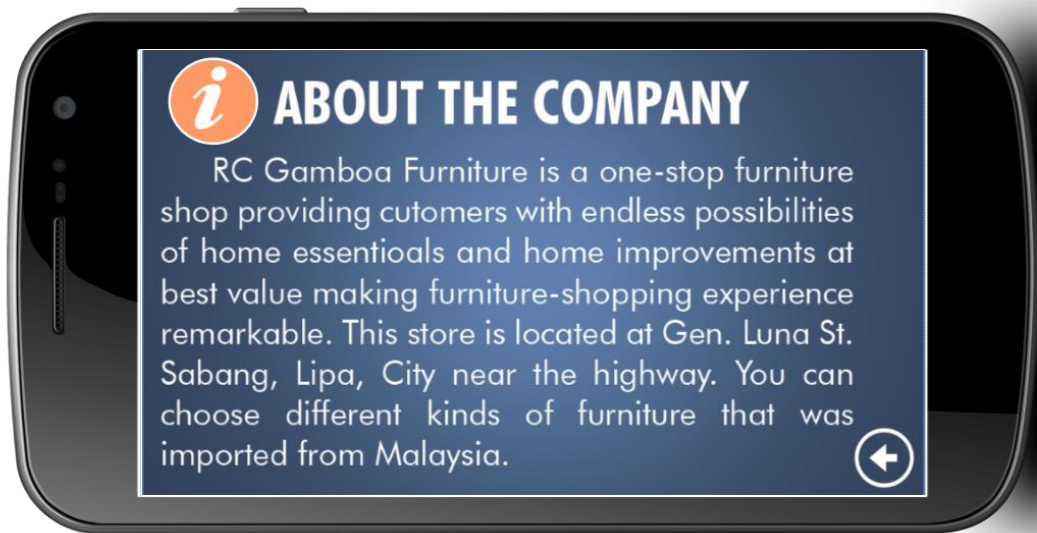 i ABOUT THE COMPANY
RC Gamboa Furniture is a one-stop furniture
shop providing cutomers with endless possibilities
of home essentioals and home improvements at
best value making furniture-shopping experience
remarkable. This store is located at Gen. Luna St.
Sabang, Lipa, City near the highway. You can
choose different kinds of furniture that was
imported from Malaysia.